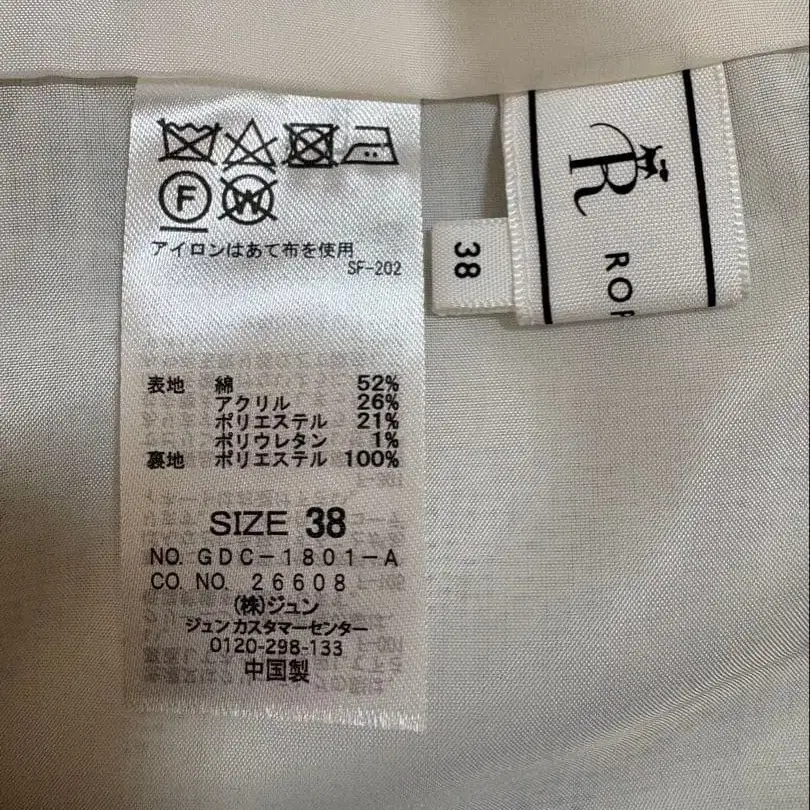 F W
アイロンはあて布を使用
SF-202
表地 綿 52%
アクリル 26%
ポリエステル 21%
ポリウレタン 1%
裏地 ポリエステル 100%
SIZE 38
NO. GDC-1801-A
CO. NO. 26608
(株)ジュン
ジュンカスタマーセンター
0120-298-133
中国製
38
R
ROP